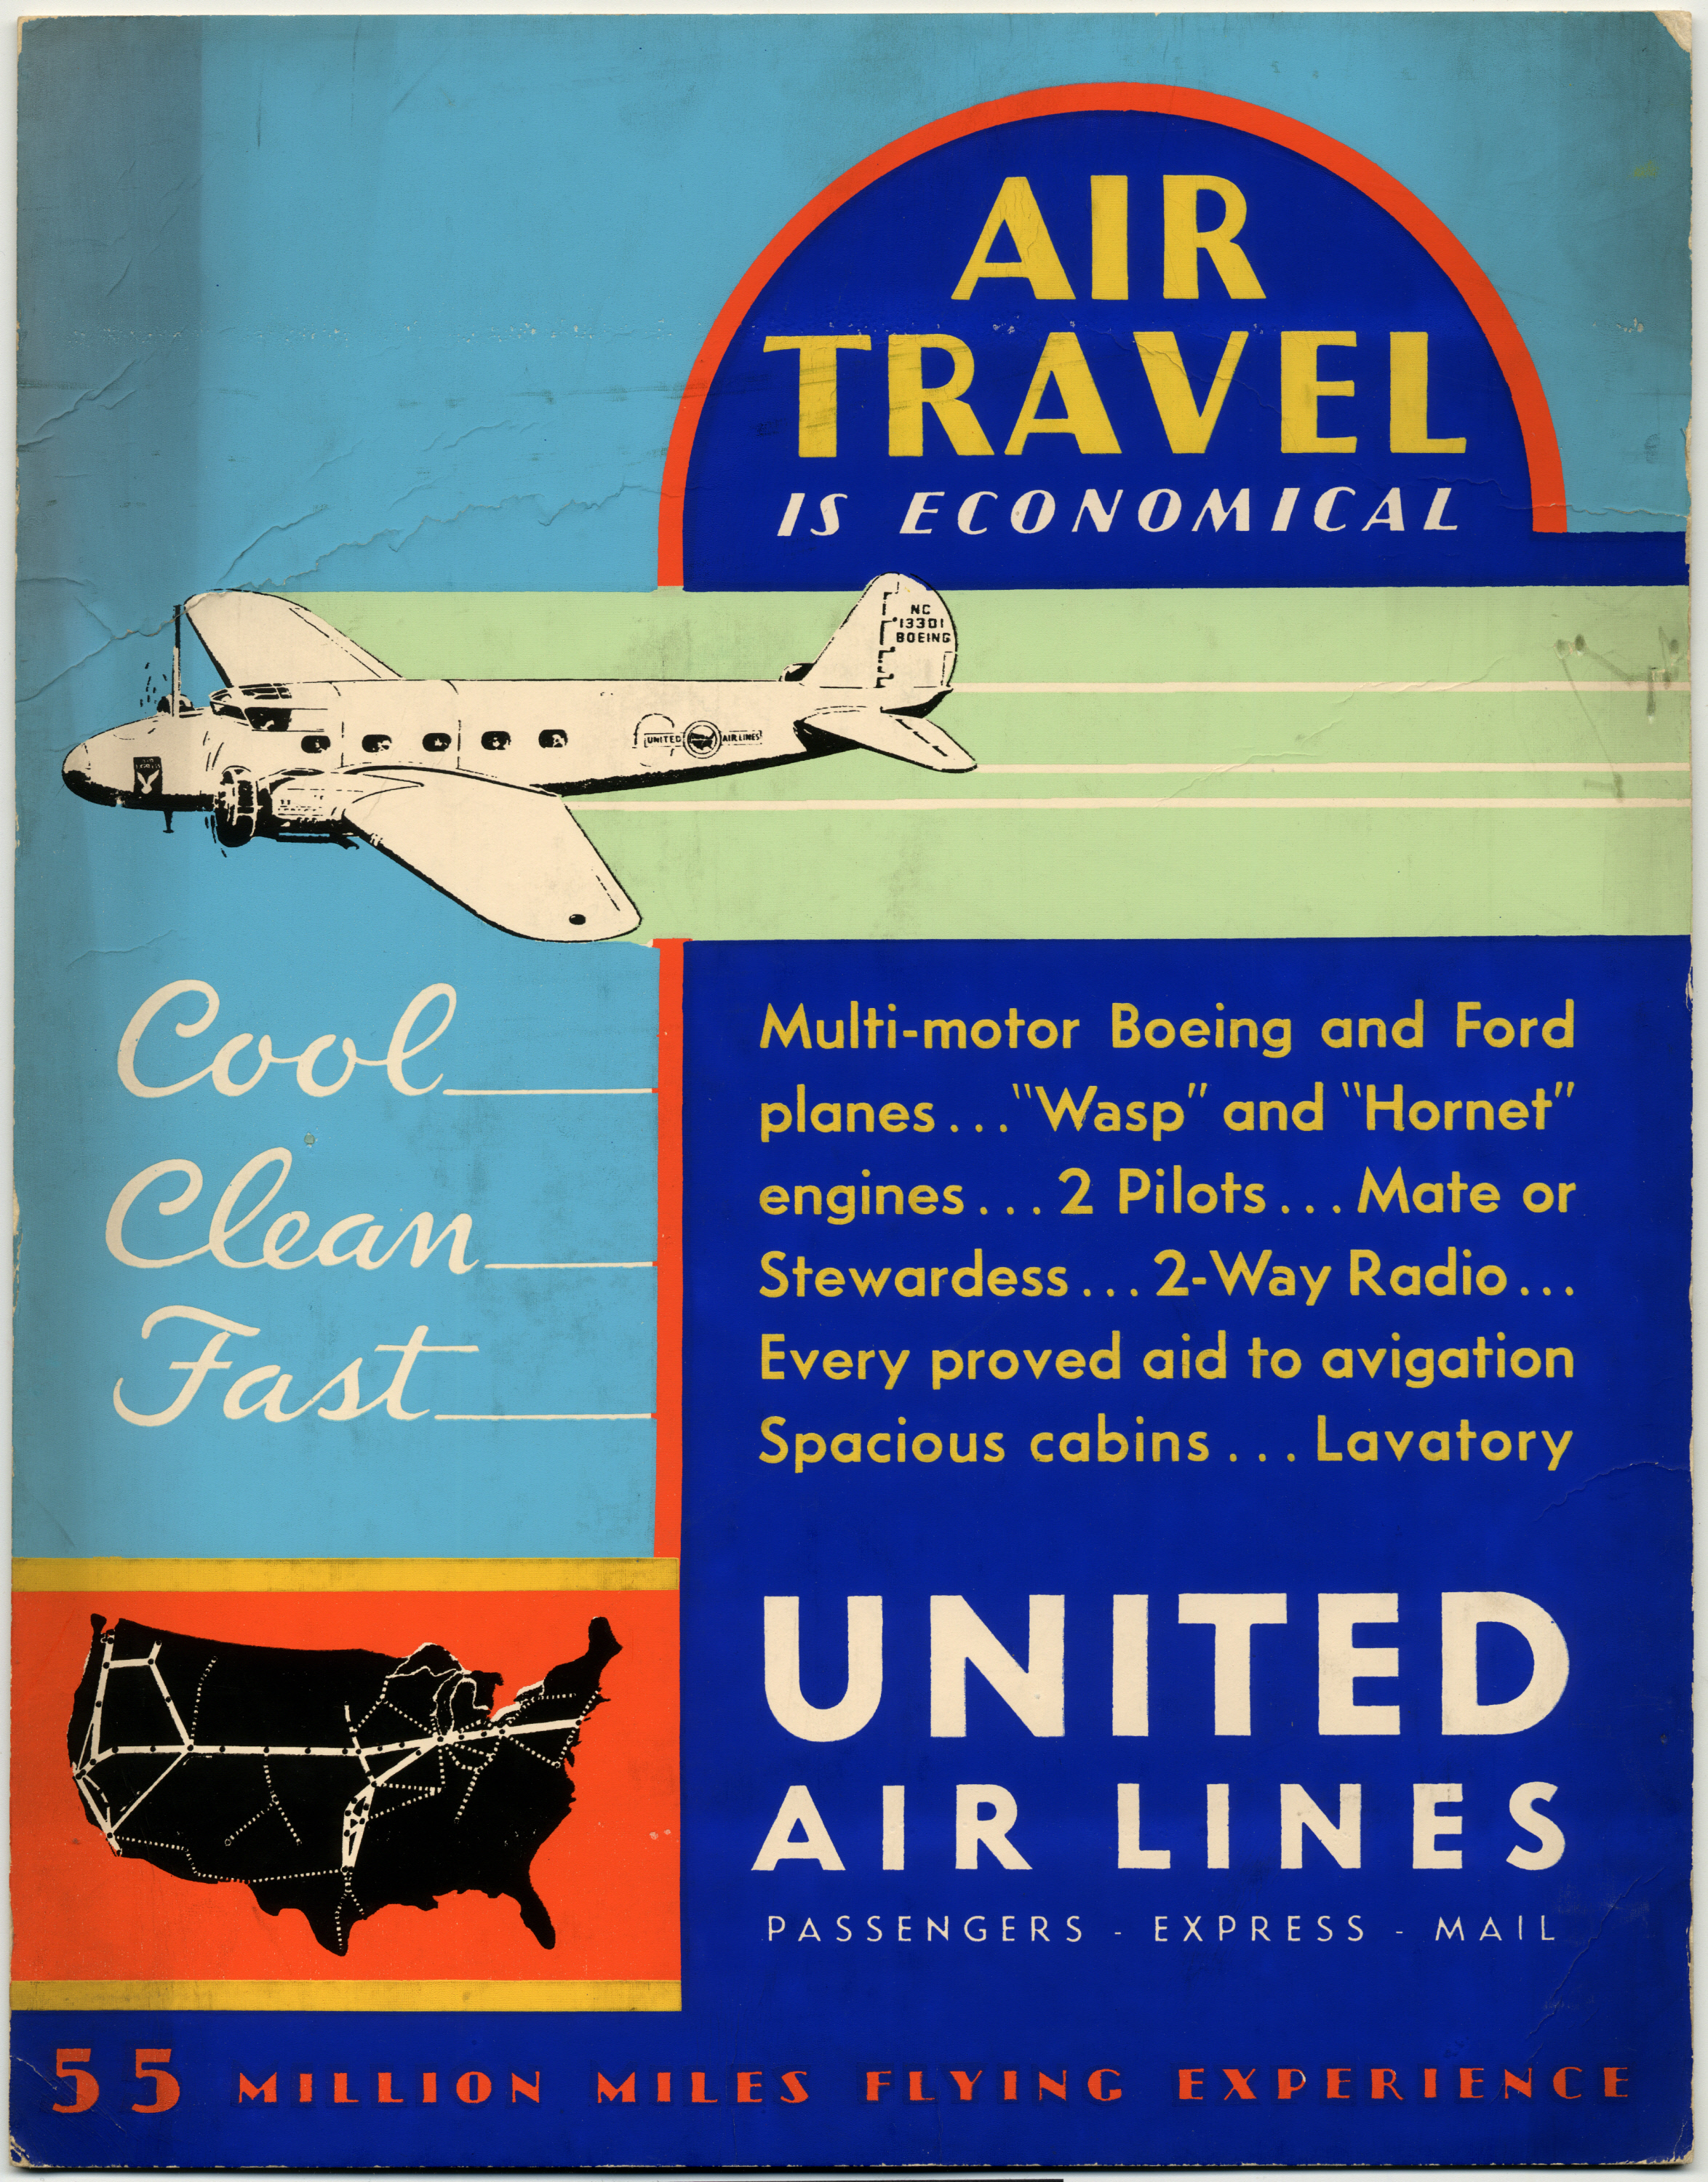 AIR
TRAVEL
IS ECONOMICAL
NC
13301
BOEING
UNITED AIR LINES
Cool
Clean
Fast
Multi-motor Boeing and Ford
planes... "Wasp" and "Hornet"
engines... 2 Pilots... Mate or
Stewardess... 2-Way Radio...
Every proved aid to avigation
Spacious cabins... Lavatory
UNITED
AIR LINES
PASSENGERS - EXPRESS - MAIL
55 MILLION MILES FLYING EXPERIENCE